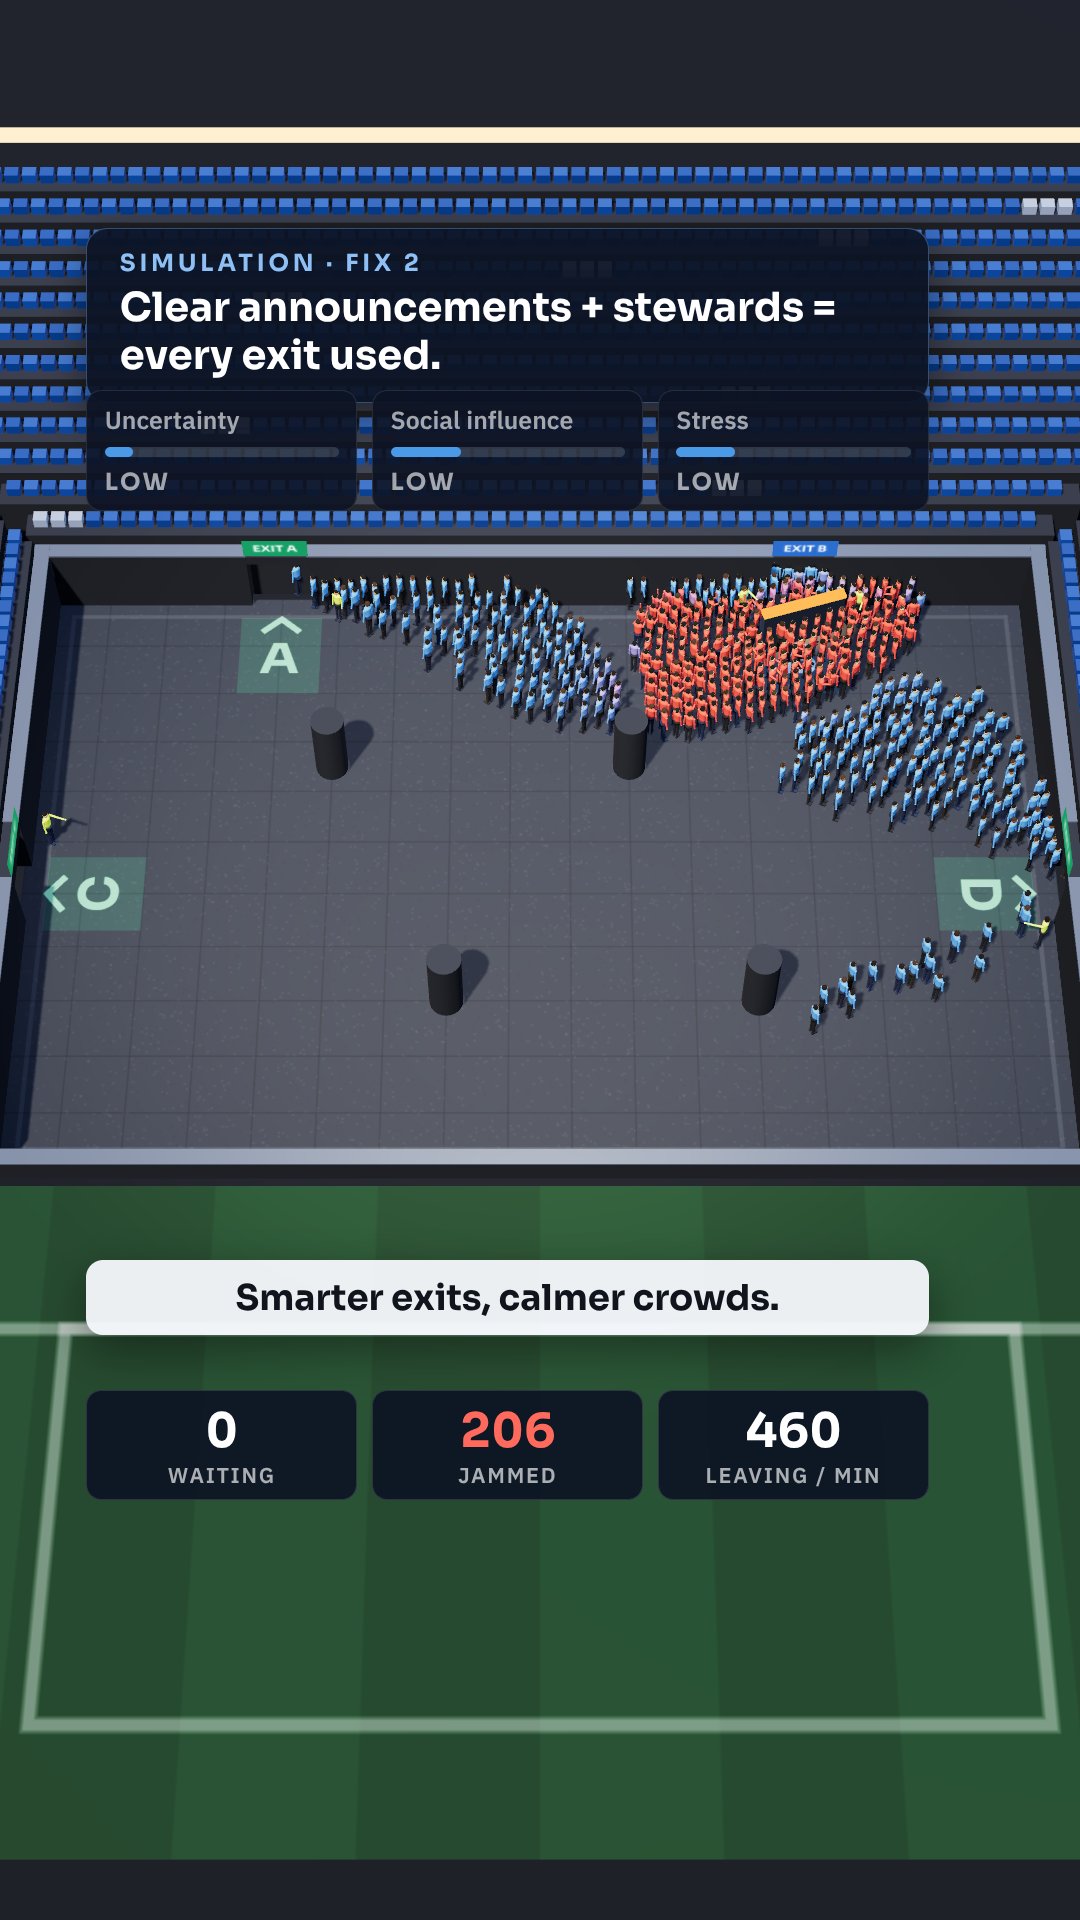 SIMULATION · FIX 2
Clear announcements + stewards =
every exit used.
Uncertainty
LOW
Social influence
LOW
Stress
LOW
EXIT A
EXIT B
A
C
D
Smarter exits, calmer crowds.
0
WAITING
206
JAMMED
460
LEAVING / MIN